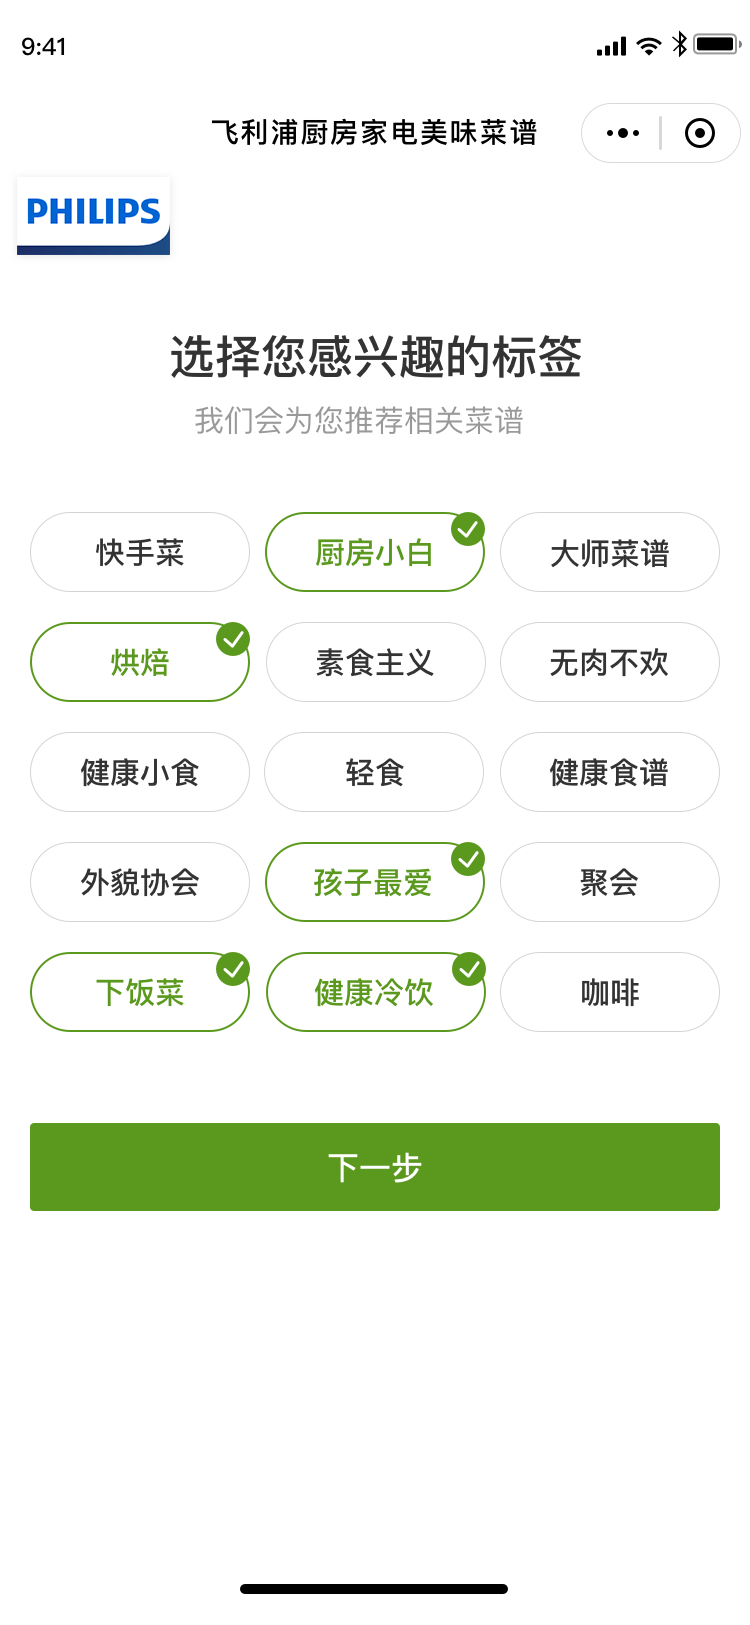 9:41
飞利浦厨房家电美味菜谱
PHILIPS
选择您感兴趣的标签
我们会为您推荐相关菜谱
快手菜 厨房小白 大师菜谱
烘焙 素食主义 无肉不欢
健康小食 轻食 健康食谱
外貌协会 孩子最爱 聚会
下饭菜 健康冷饮 咖啡
下一步